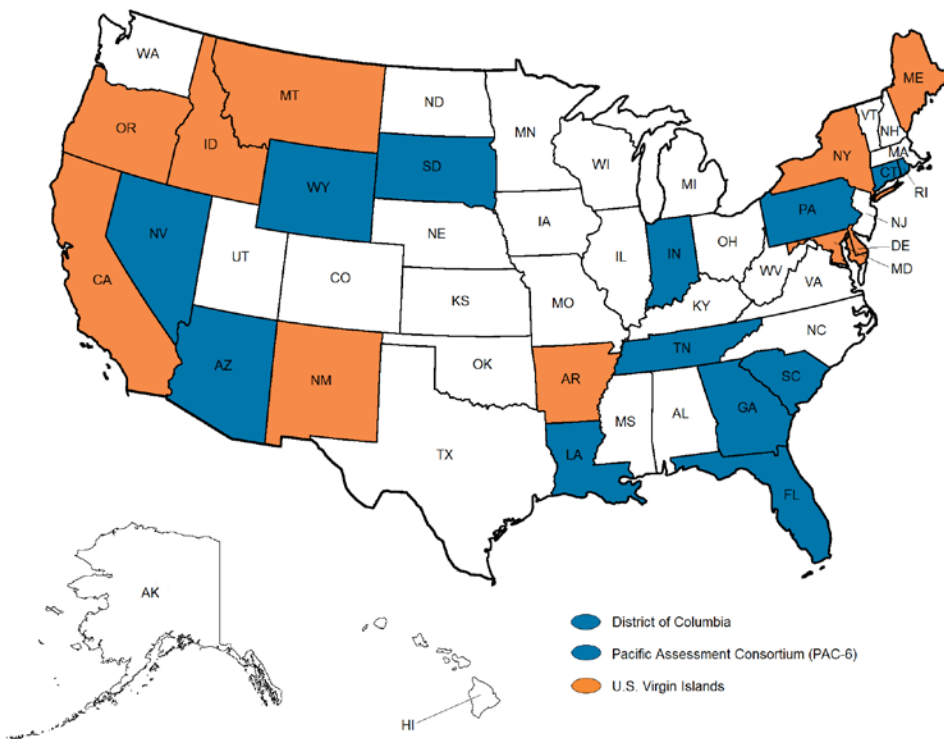 WA
MT
ND
ME
OR
MN
VT
NH
ID
SD
WI
NY
MA
WY
MI
CT
RI
IA
PA
NE
NJ
NV
OH
IL
IN
DE
UT
WV
MD
CO
VA
CA
KS
MO
KY
NC
TN
OK
AZ
NM
AR
SC
MS
AL
GA
TX
LA
FL
AK
District of Columbia
Pacific Assessment Consortium (PAC-6)
U.S. Virgin Islands
HI